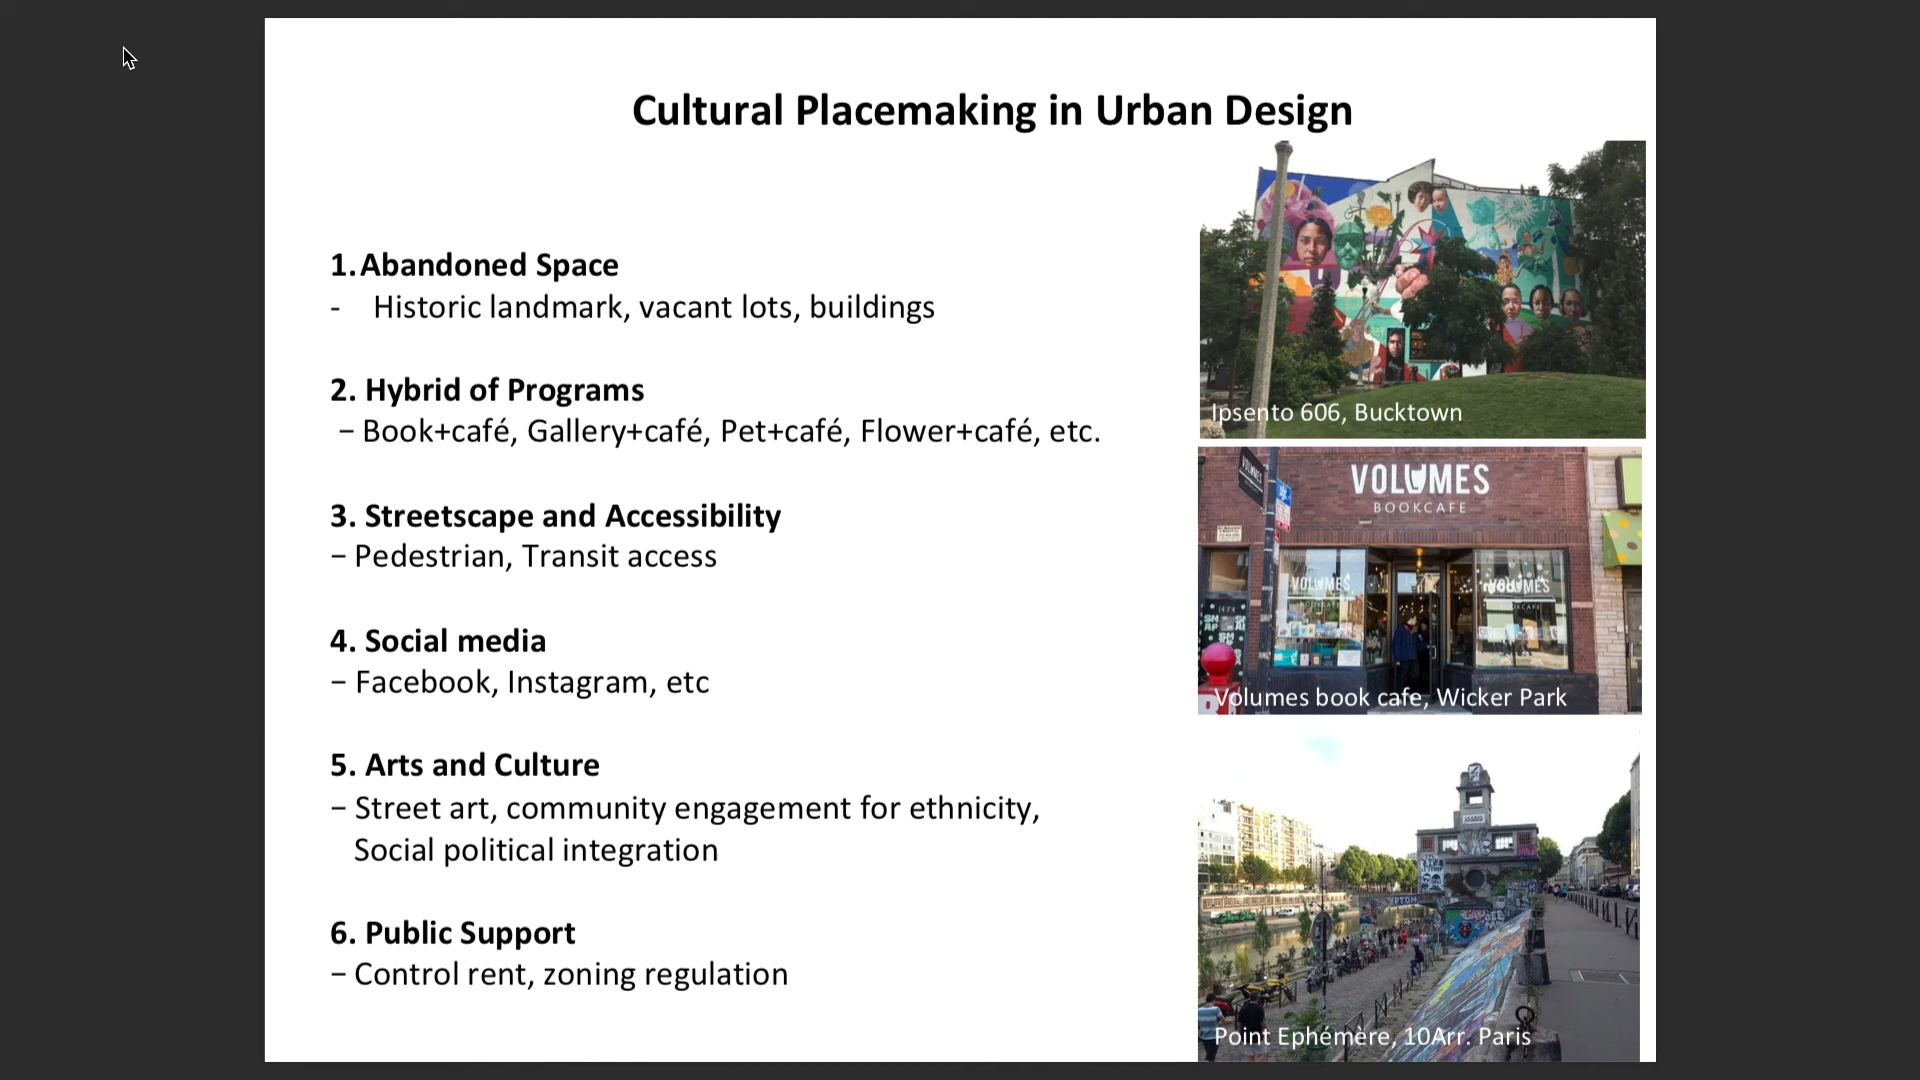 Cultural Placemaking in Urban Design
1. Abandoned Space
- Historic landmark, vacant lots, buildings
2. Hybrid of Programs
– Book+café, Gallery+café, Pet+café, Flower+café, etc.
3. Streetscape and Accessibility
– Pedestrian, Transit access
4. Social media
– Facebook, Instagram, etc
5. Arts and Culture
– Street art, community engagement for ethnicity,
Social political integration
6. Public Support
– Control rent, zoning regulation
Ipsento 606, Bucktown
VOLUMES
VOLUMES
BOOKCAFE
VOLUMES
VOLUMES
Volumes book cafe, Wicker Park
Point Ephémère, 10Arr. Paris